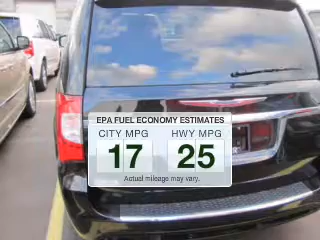 EPA FUEL ECONOMY ESTIMATES
CITY MPG HWY MPG
17 25
Actual mileage may vary.